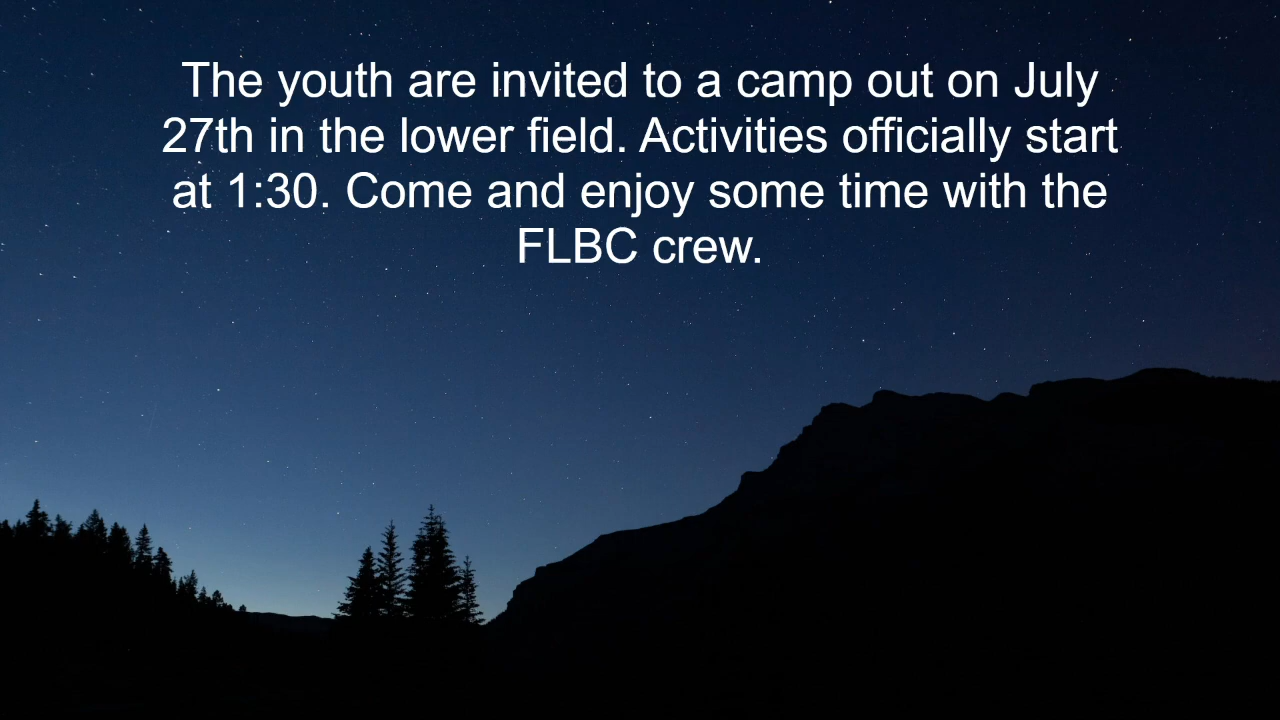 The youth are invited to a camp out on July
27th in the lower field. Activities officially start
at 1:30. Come and enjoy some time with the
FLBC crew.